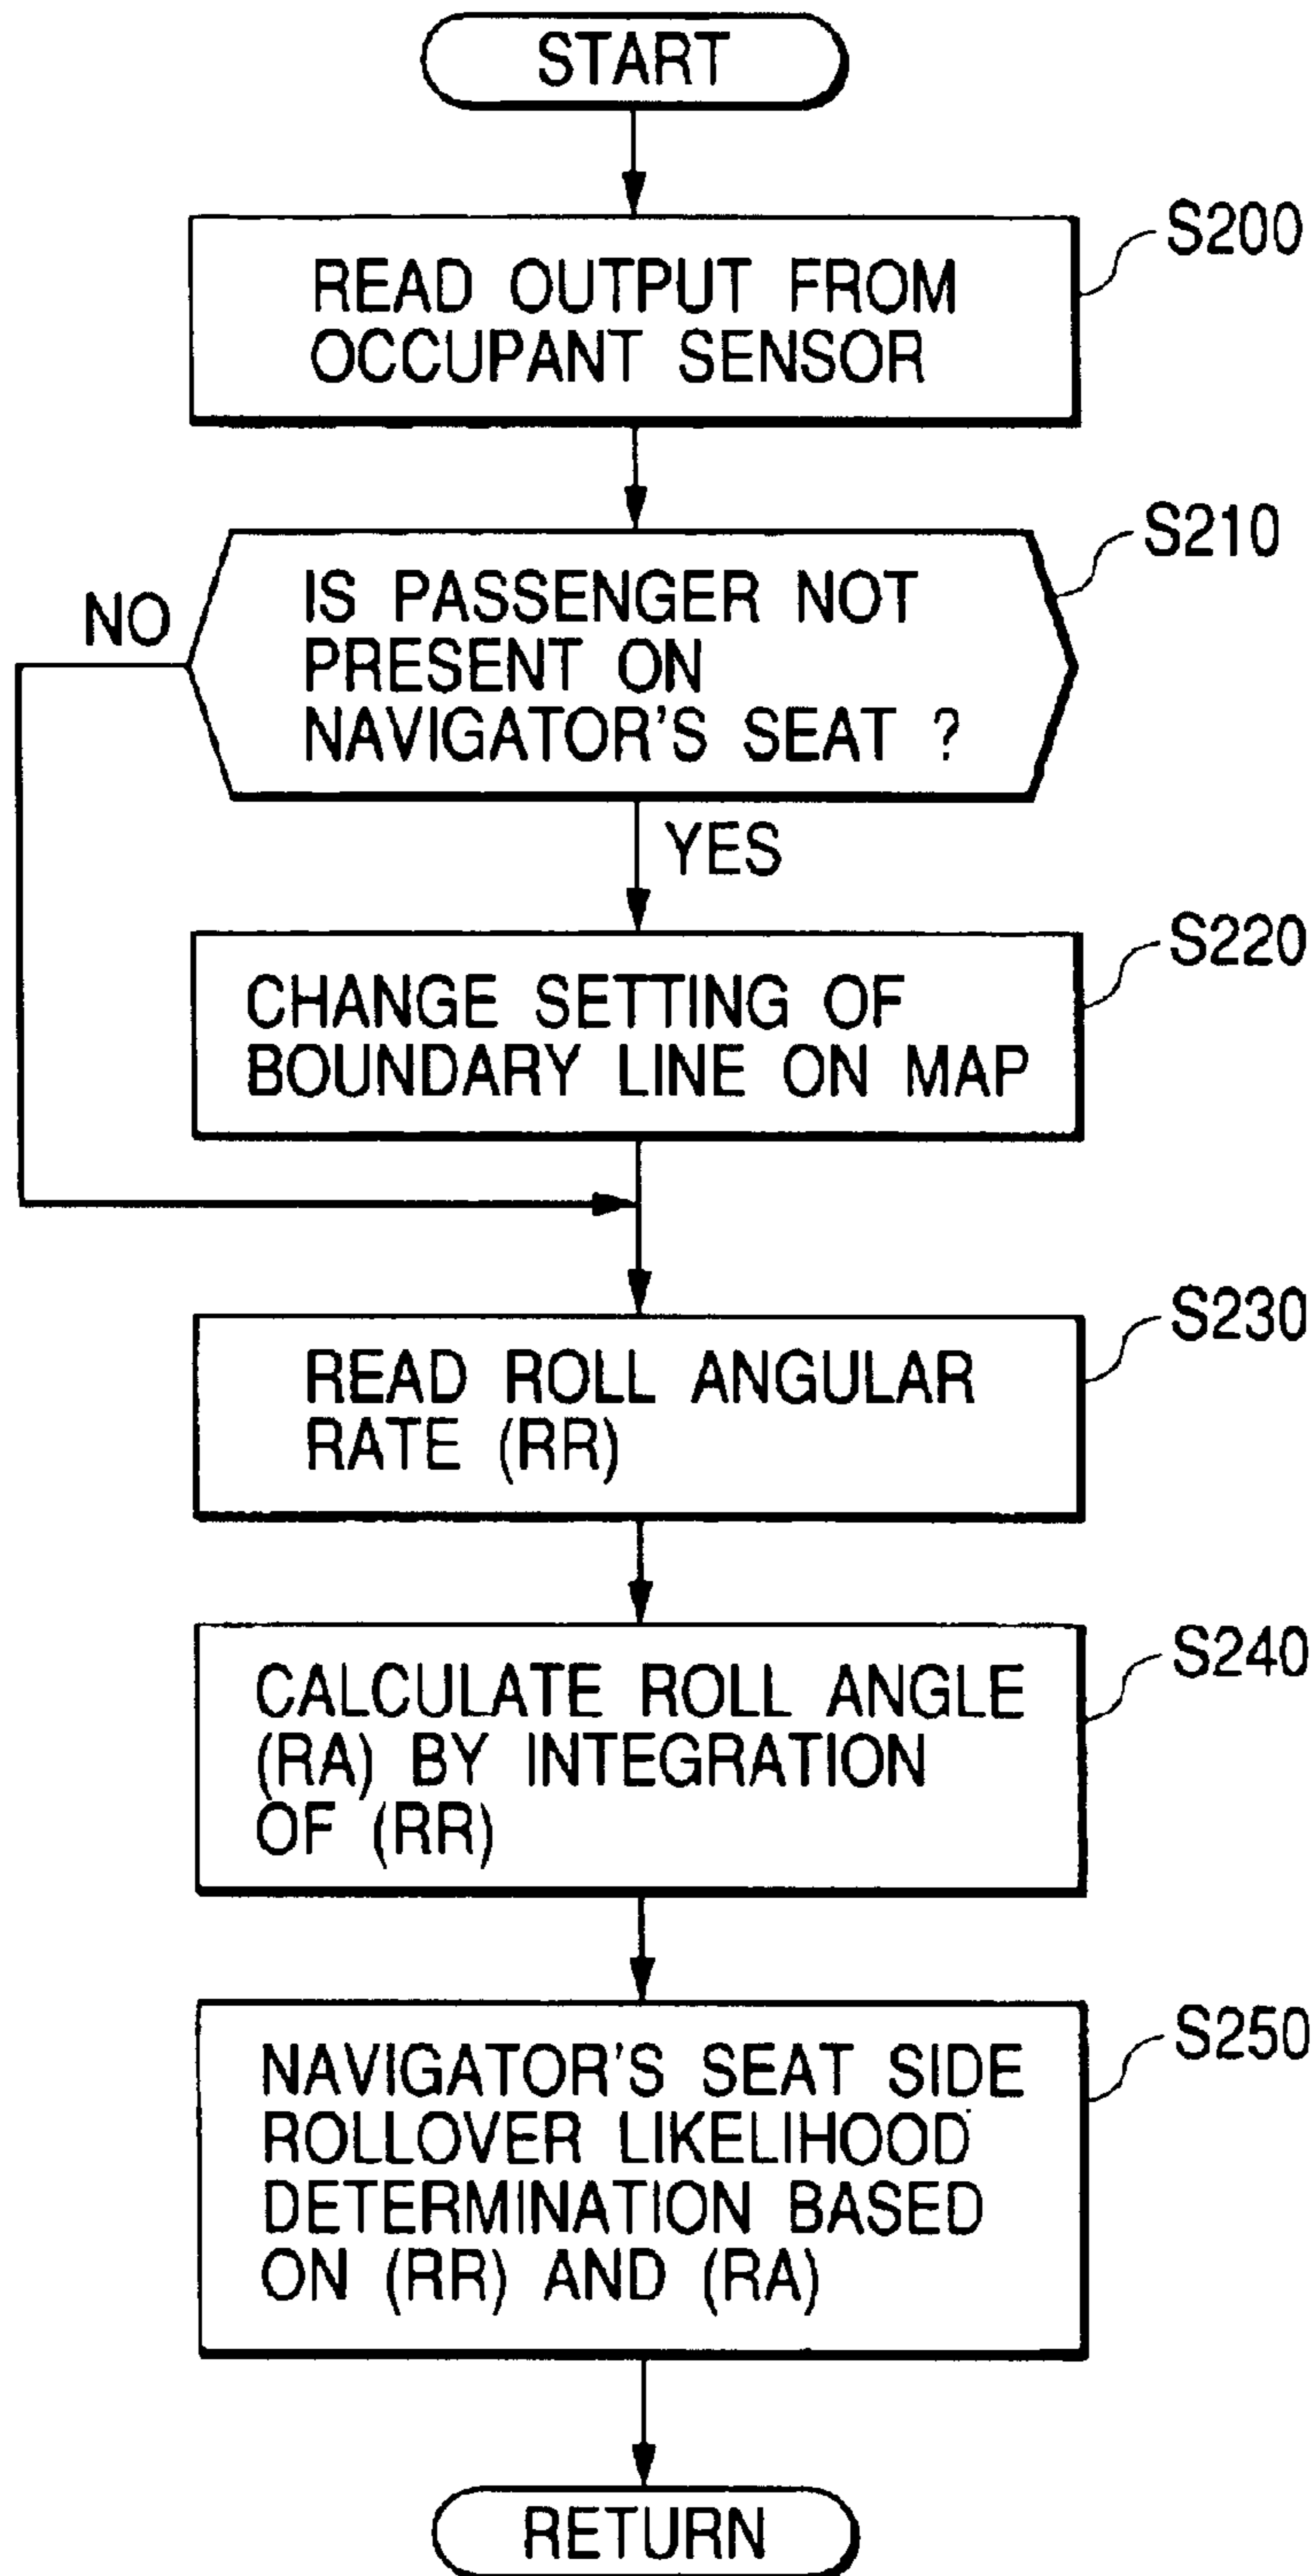 START
S200
READ OUTPUT FROM
OCCUPANT SENSOR
S210
NO
IS PASSENGER NOT
PRESENT ON
NAVIGATOR'S SEAT ?
YES
S220
CHANGE SETTING OF
BOUNDARY LINE ON MAP
S230
READ ROLL ANGULAR
RATE (RR)
S240
CALCULATE ROLL ANGLE
(RA) BY INTEGRATION
OF (RR)
S250
NAVIGATOR'S SEAT SIDE
ROLLOVER LIKELIHOOD
DETERMINATION BASED
ON (RR) AND (RA)
RETURN